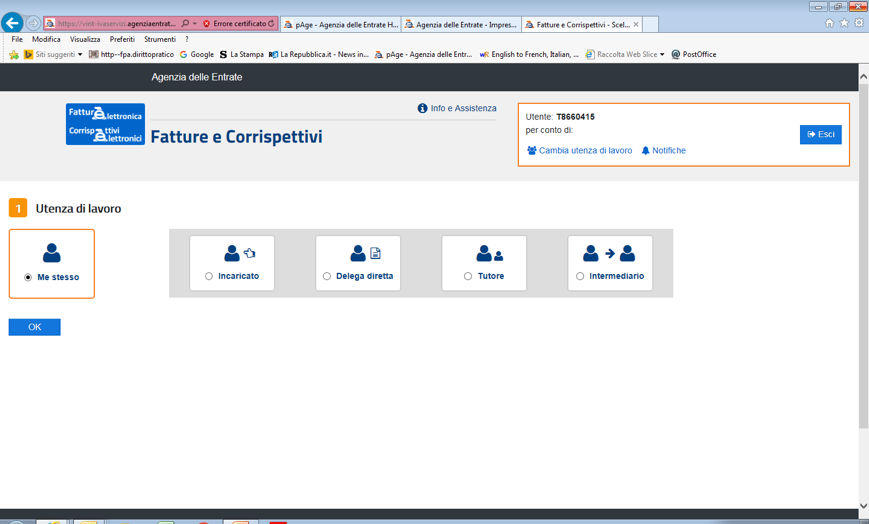 https://vint-ivaservizi.agenziaentrat... Errore certificato
pAge - Agenzia delle Entrate H...
Agenzia delle Entrate - Impres...
Fatture e Corrispettivi - Scel...
File Modifica Visualizza Preferiti Strumenti ?
Siti suggeriti
http--fpa.dirittopratico
Google
La Stampa
La Repubblica.it - News in...
pAge - Agenzia delle Entr...
English to French, Italian, ...
Raccolta Web Slice
PostOffice
Agenzia delle Entrate
Fattur@ Elettronica
Corrispettivi Elettronici
Fatture e Corrispettivi
Info e Assistenza
Utente: T8660415
per conto di:
Esci
Cambia utenza di lavoro
Notifiche
1 Utenza di lavoro
Me stesso
Incaricato
Delega diretta
Tutore
Intermediario
OK